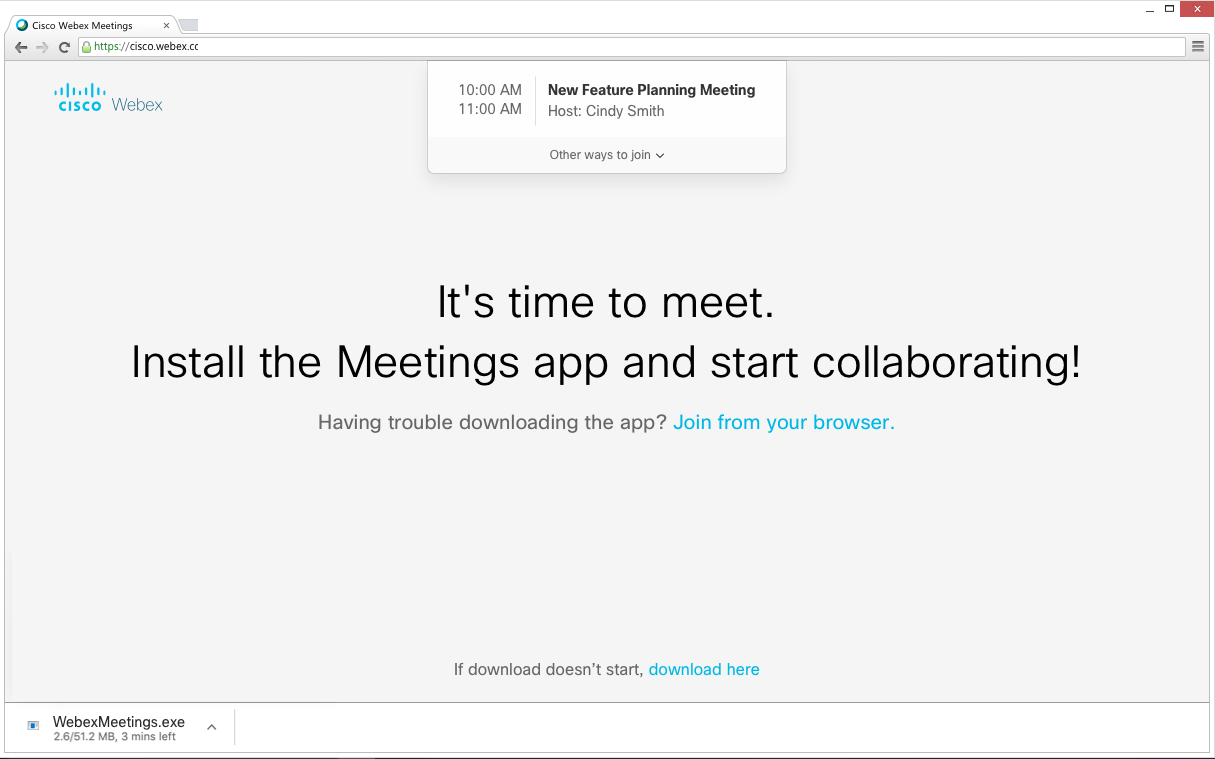 Cisco Webex Meetings
https://cisco.webex.cc
cisco Webex
10:00 AM
11:00 AM
New Feature Planning Meeting
Host: Cindy Smith
Other ways to join
It's time to meet.
Install the Meetings app and start collaborating!
Having trouble downloading the app? Join from your browser.
If download doesn’t start, download here
WebexMeetings.exe
2.6/51.2 MB, 3 mins left